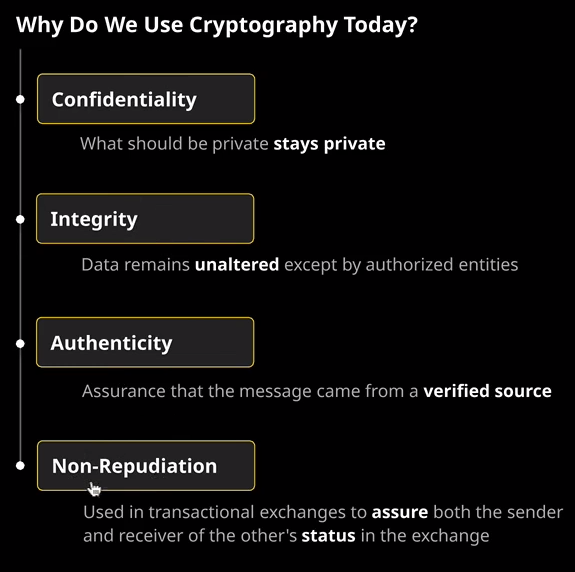 Why Do We Use Cryptography Today?
Confidentiality
What should be private stays private
Integrity
Data remains unaltered except by authorized entities
Authenticity
Assurance that the message came from a verified source
Non-Repudiation
Used in transactional exchanges to assure both the sender
and receiver of the other's status in the exchange